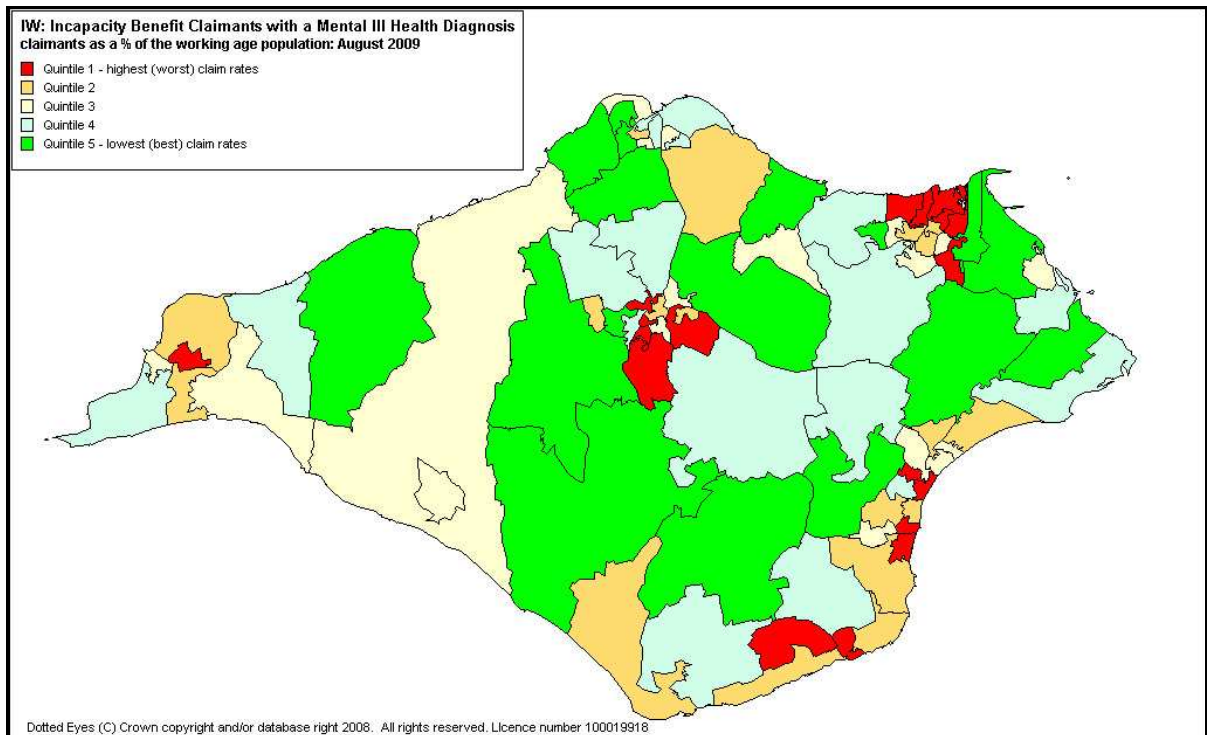 IW: Incapacity Benefit Claimants with a Mental Ill Health Diagnosis
claimants as a % of the working age population: August 2009
Quintile 1 - highest (worst) claim rates
Quintile 2
Quintile 3
Quintile 4
Quintile 5 - lowest (best) claim rates
Dotted Eyes (C) Crown copyright and/or database right 2008. All rights reserved. Licence number 100019918